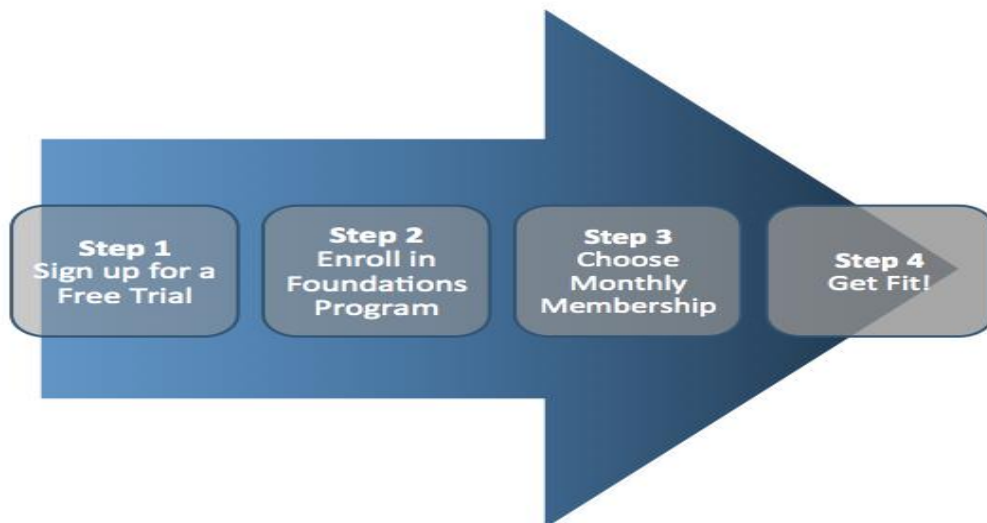 Step 1
Sign up for a
Free Trial
Step 2
Enroll in
Foundations
Program
Step 3
Choose
Monthly
Membership
Step 4
Get Fit!